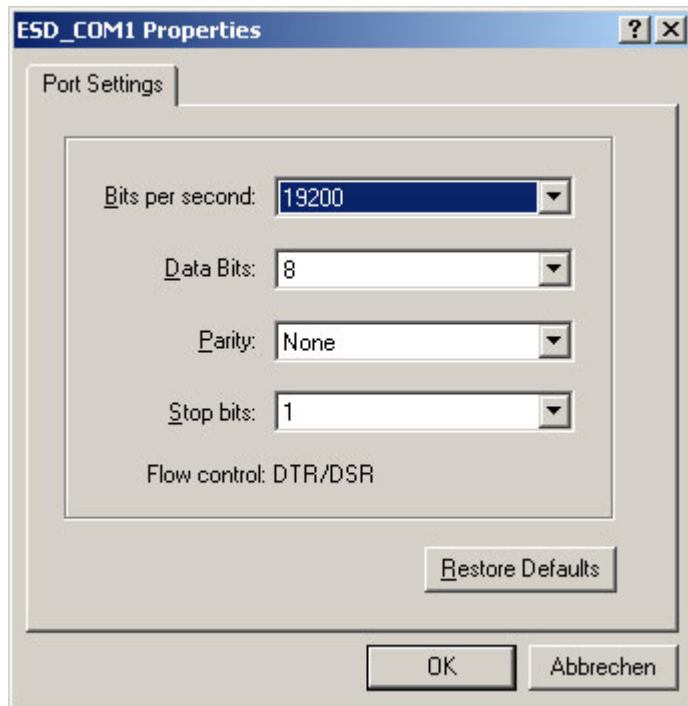 ESD_COM1 Properties
Port Settings
Bits per second: 19200
Data Bits: 8
Parity: None
Stop bits: 1
Flow control: DTR/DSR
Restore Defaults
OK Abbrechen